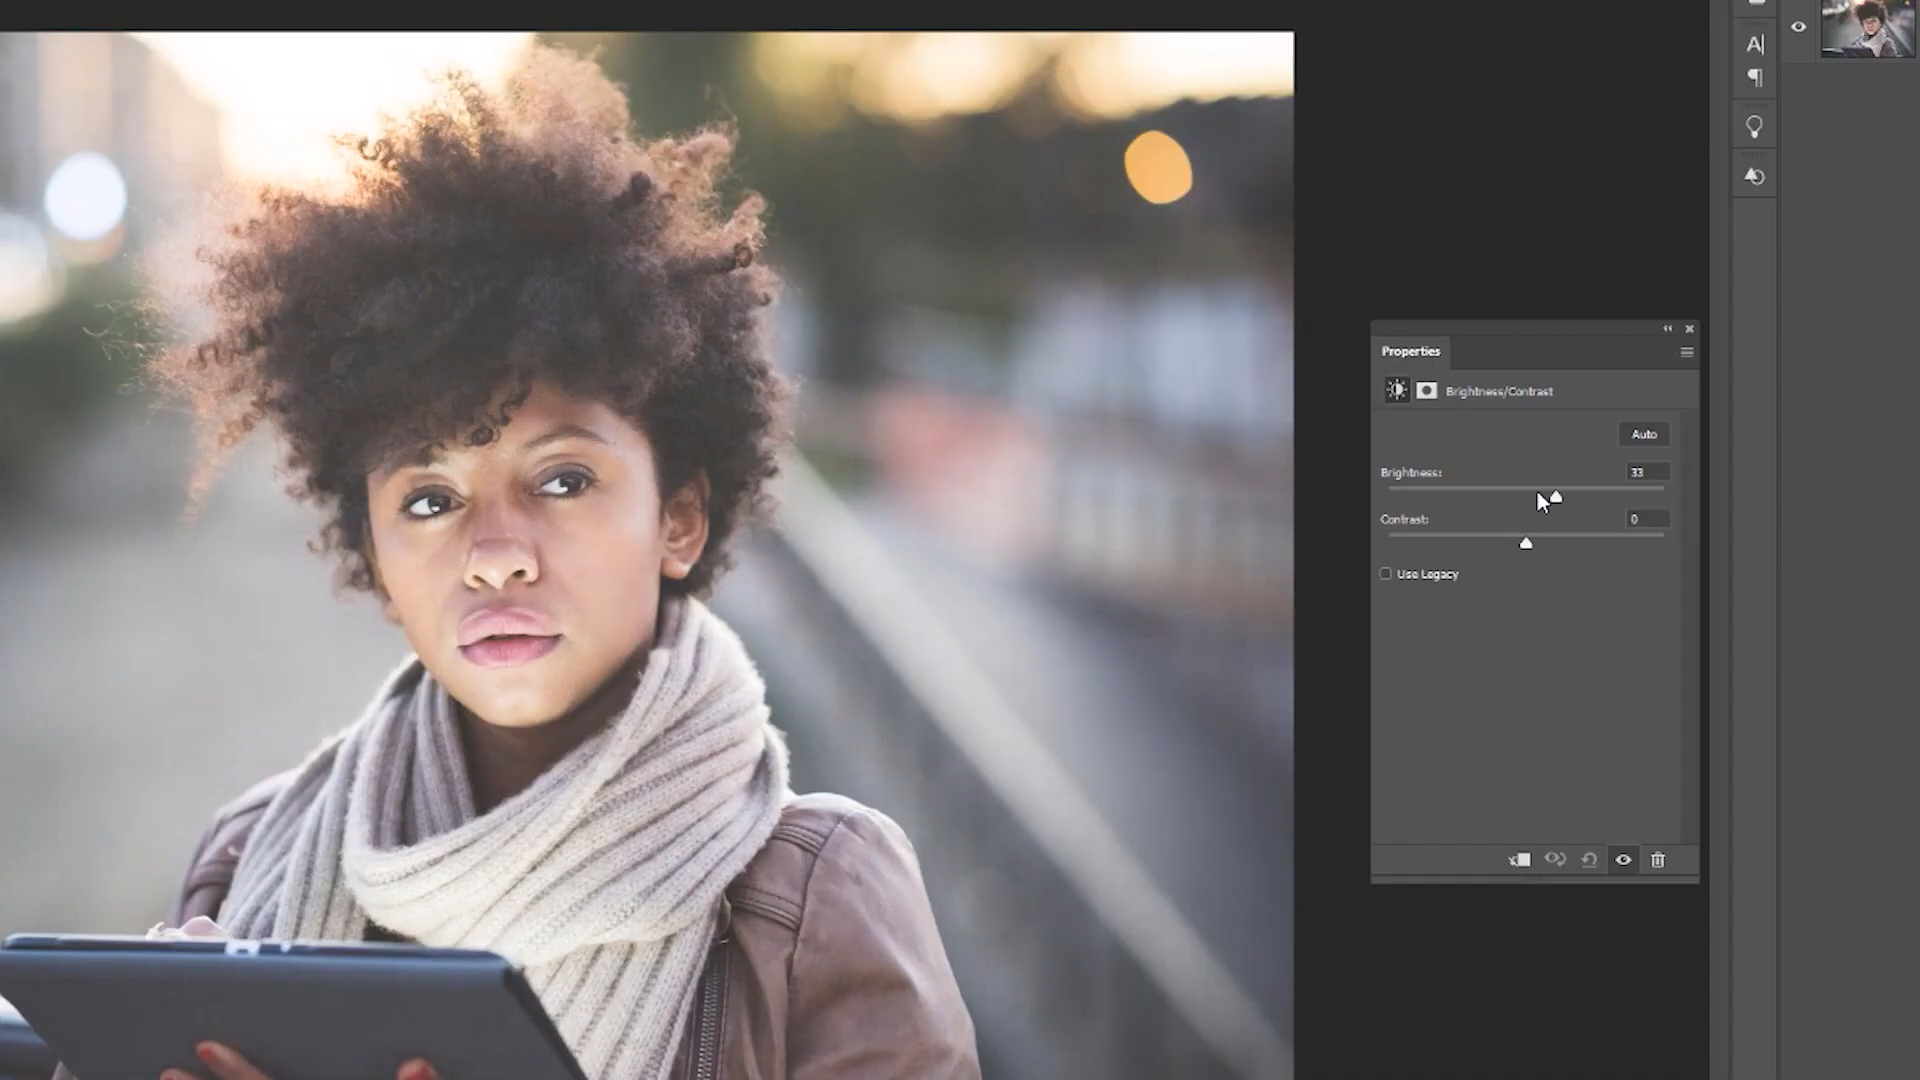 A|
Properties
Brightness/Contrast
Auto
Brightness: 33
Contrast: 0
Use Legacy